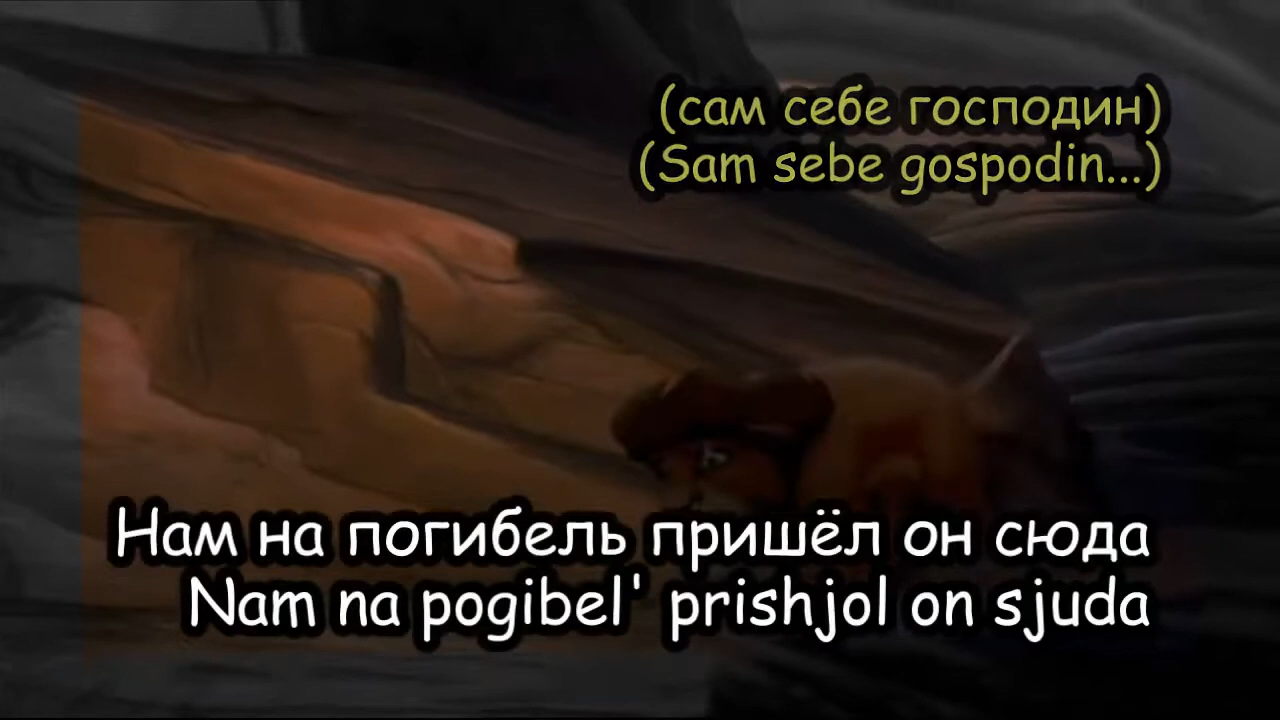 (сам себе господин)
(Sam sebe gospodin...)
Нам на погибель пришёл он сюда
Nam na pogibel' prishjol on sjuda